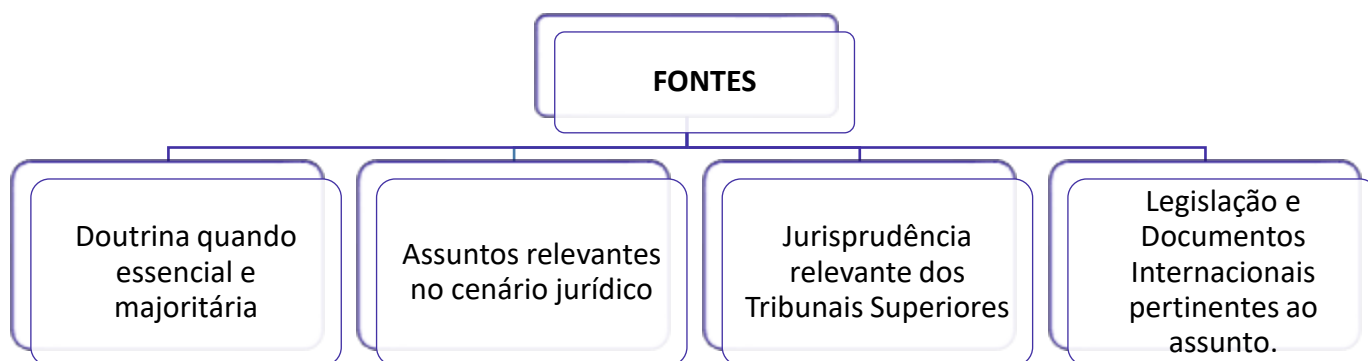 FONTES
Doutrina quando
essencial e
majoritária
Assuntos relevantes
no cenário jurídico
Jurisprudência
relevante dos
Tribunais Superiores
Legislação e
Documentos
Internacionais
pertinentes ao
assunto.